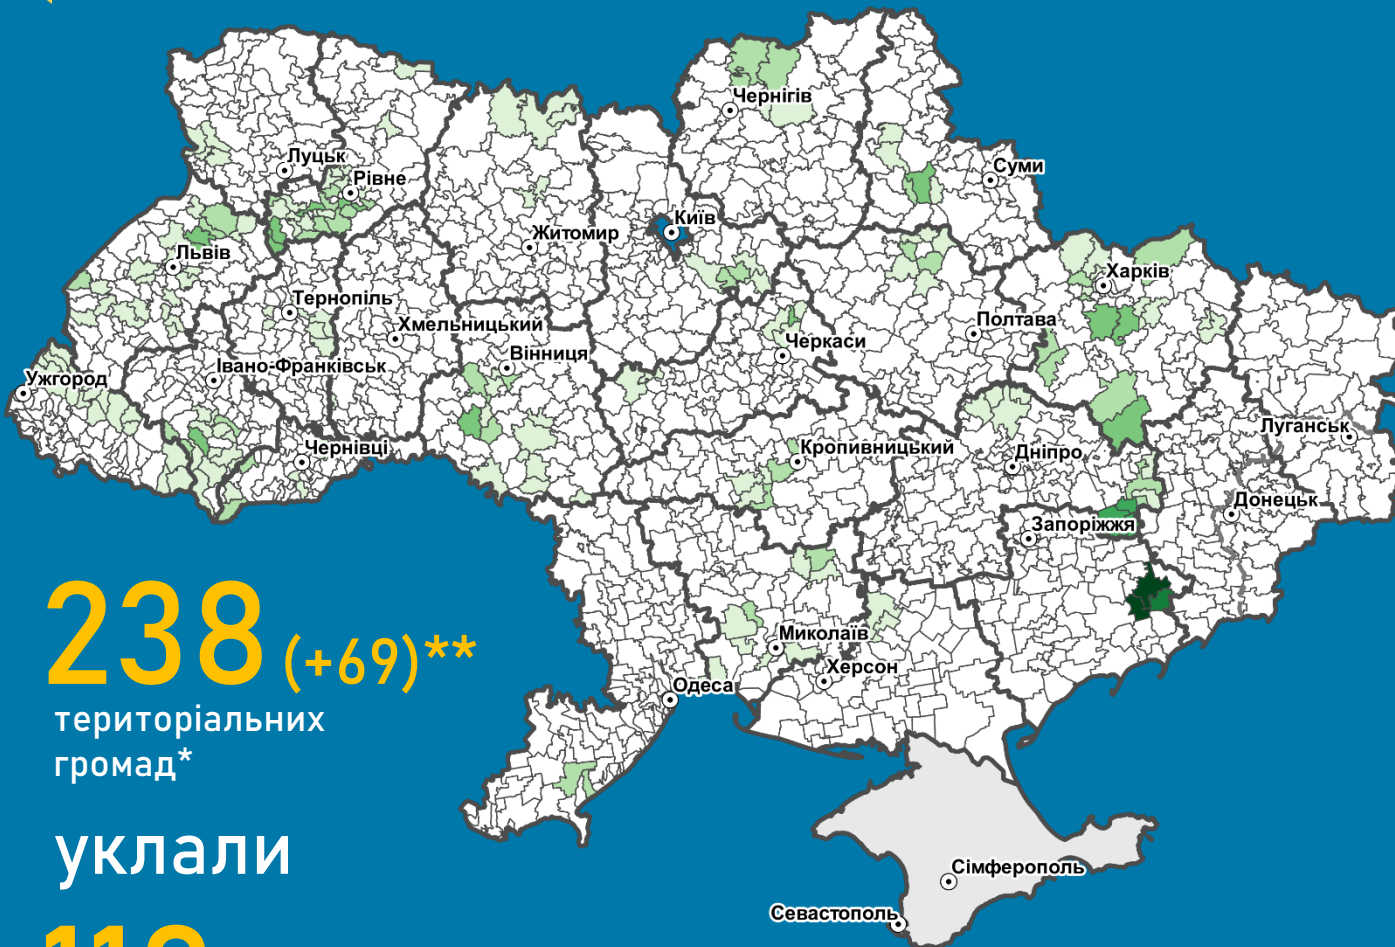 Чернігів
Луцьк
Рівне
Суми
Київ
Житомир
Львів
Харків
Тернопіль
Хмельницький
Полтава
Черкаси
Вінниця
Івано-Франківськ
Ужгород
Луганськ
Чернівці
Кропивницький
Дніпро
Донецьк
Запоріжжя
238 (+69)**
територіальних
громад*
уклали
Миколаїв
Херсон
Одеса
Сімферополь
Севастополь